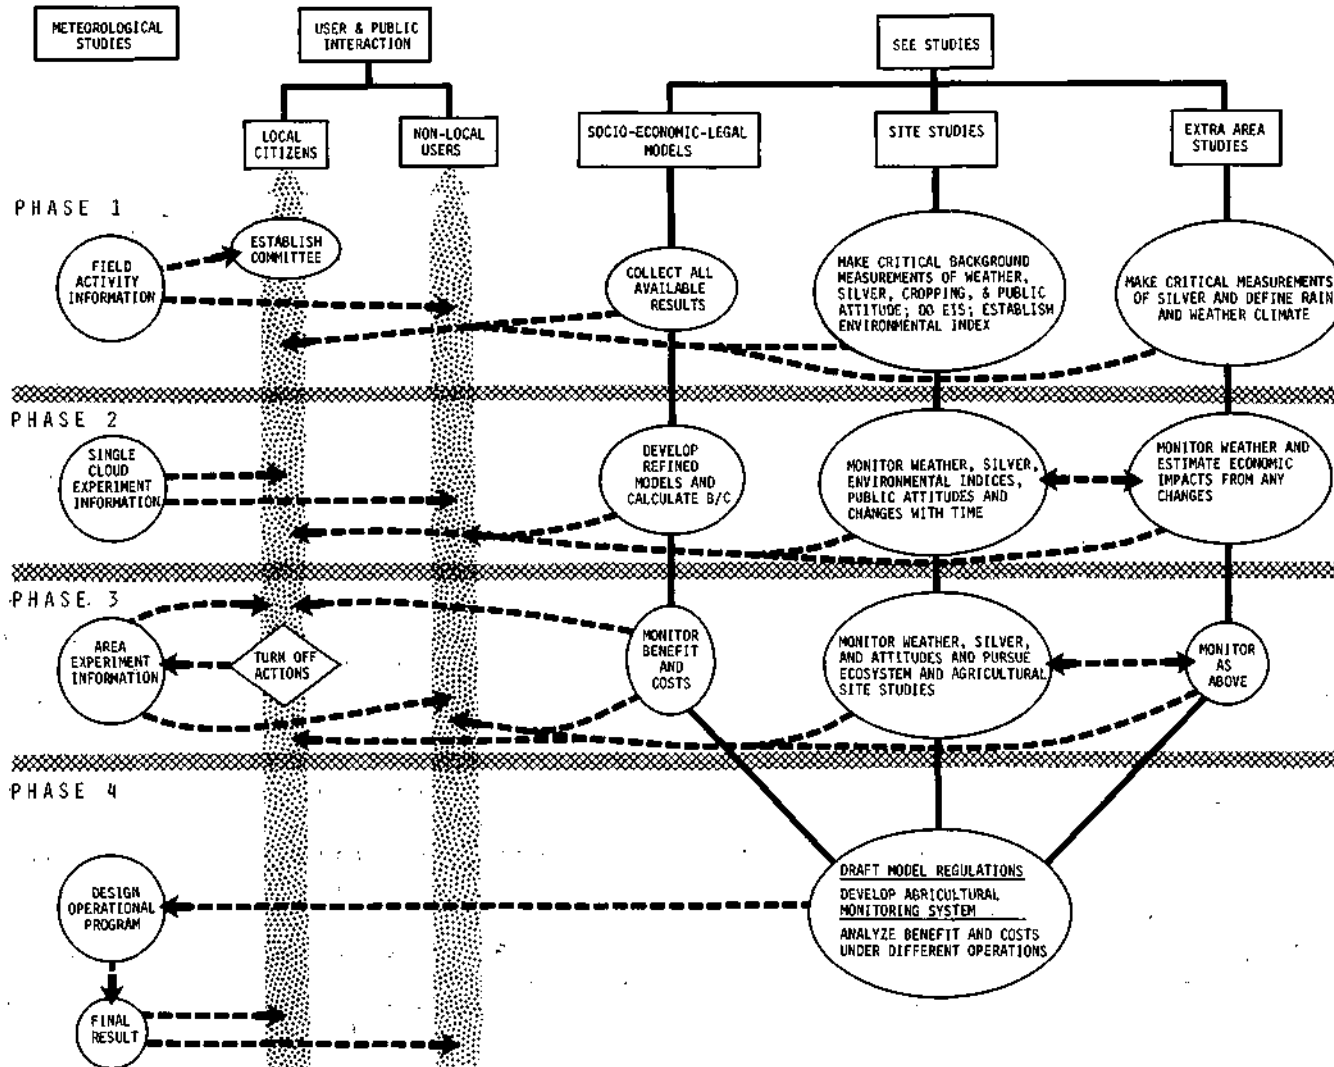 METEOROLOGICAL
STUDIES
USER & PUBLIC
INTERACTION
SEE STUDIES
LOCAL
CITIZENS
NON-LOCAL
USERS
SOCIO-ECONOMIC-LEGAL
MODELS
SITE STUDIES
EXTRA AREA
STUDIES
PHASE 1
FIELD
ACTIVITY
INFORMATION
ESTABLISH
COMMITTEE
COLLECT ALL
AVAILABLE
RESULTS
MAKE CRITICAL BACKGROUND
MEASUREMENTS OF WEATHER,
SILVER, CROPPING, & PUBLIC
ATTITUDE; DO EIS; ESTABLISH
ENVIRONMENTAL INDEX
MAKE CRITICAL MEASUREMENTS
OF SILVER AND DEFINE RAIN
AND WEATHER CLIMATE
PHASE 2
SINGLE
CLOUD
EXPERIMENT
INFORMATION
DEVELOP
REFINED
MODELS AND
CALCULATE B/C
MONITOR WEATHER, SILVER,
ENVIRONMENTAL INDICES,
PUBLIC ATTITUDES AND
CHANGES WITH TIME
MONITOR WEATHER AND
ESTIMATE ECONOMIC
IMPACTS FROM ANY
CHANGES
PHASE 3
AREA
EXPERIMENT
INFORMATION
TURN OFF
ACTIONS
MONITOR
BENEFIT
AND
COSTS
MONITOR WEATHER, SILVER,
AND ATTITUDES AND PURSUE
ECOSYSTEM AND AGRICULTURAL
SITE STUDIES
MONITOR
AS
ABOVE
PHASE 4
DESIGN
OPERATIONAL
PROGRAM
DRAFT MODEL REGULATIONS
DEVELOP AGRICULTURAL
MONITORING SYSTEM
ANALYZE BENEFIT AND COSTS
UNDER DIFFERENT OPERATIONS
FINAL
RESULT